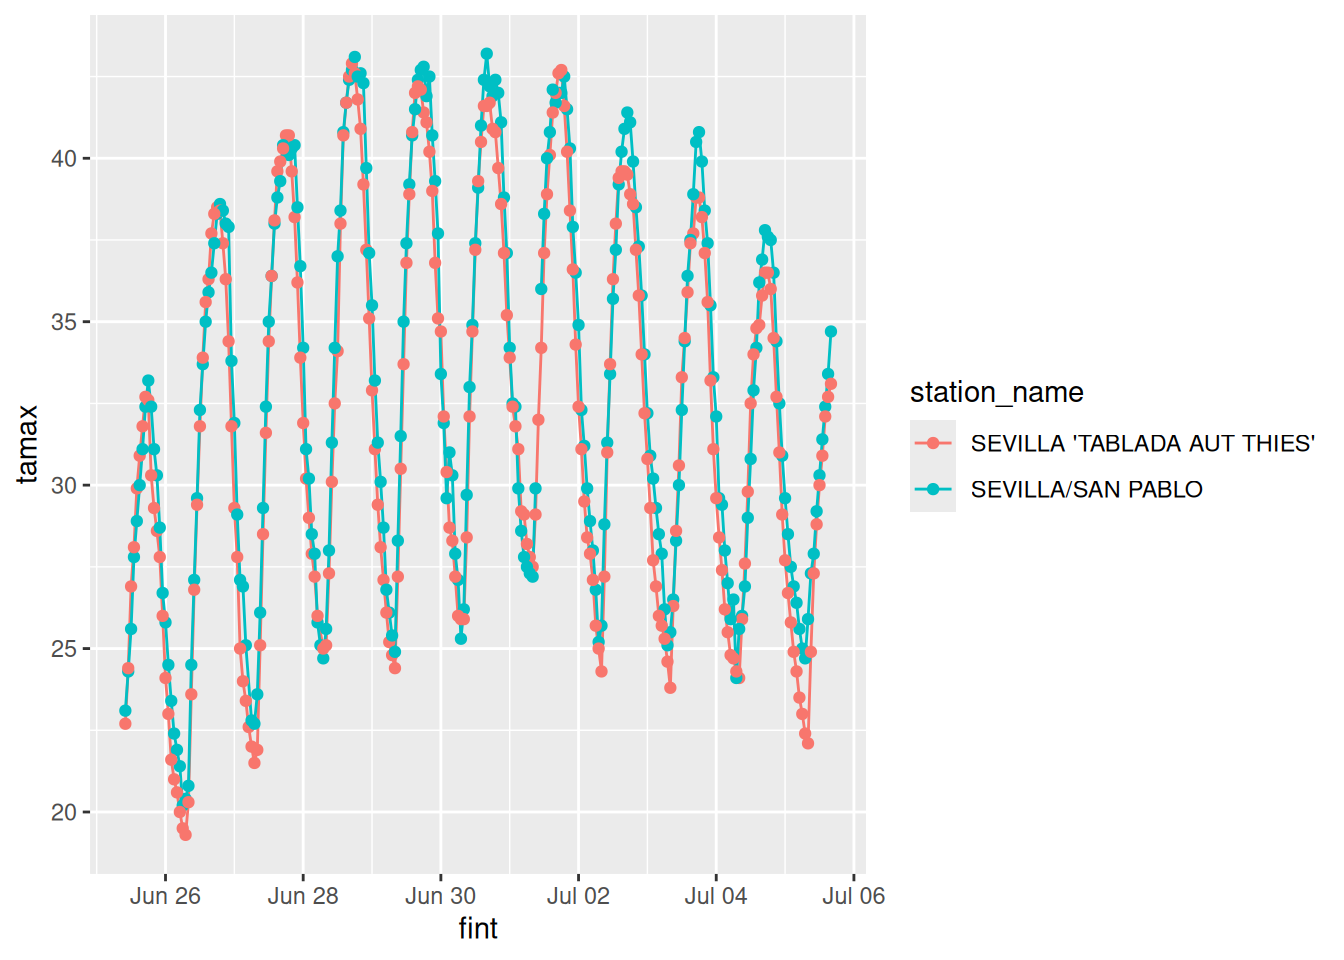 40
35
30
25
20
tamax
Jun 26
Jun 28
Jun 30
Jul 02
Jul 04
Jul 06
fint
station_name
SEVILLA 'TABLADA AUT THIES'
SEVILLA/SAN PABLO